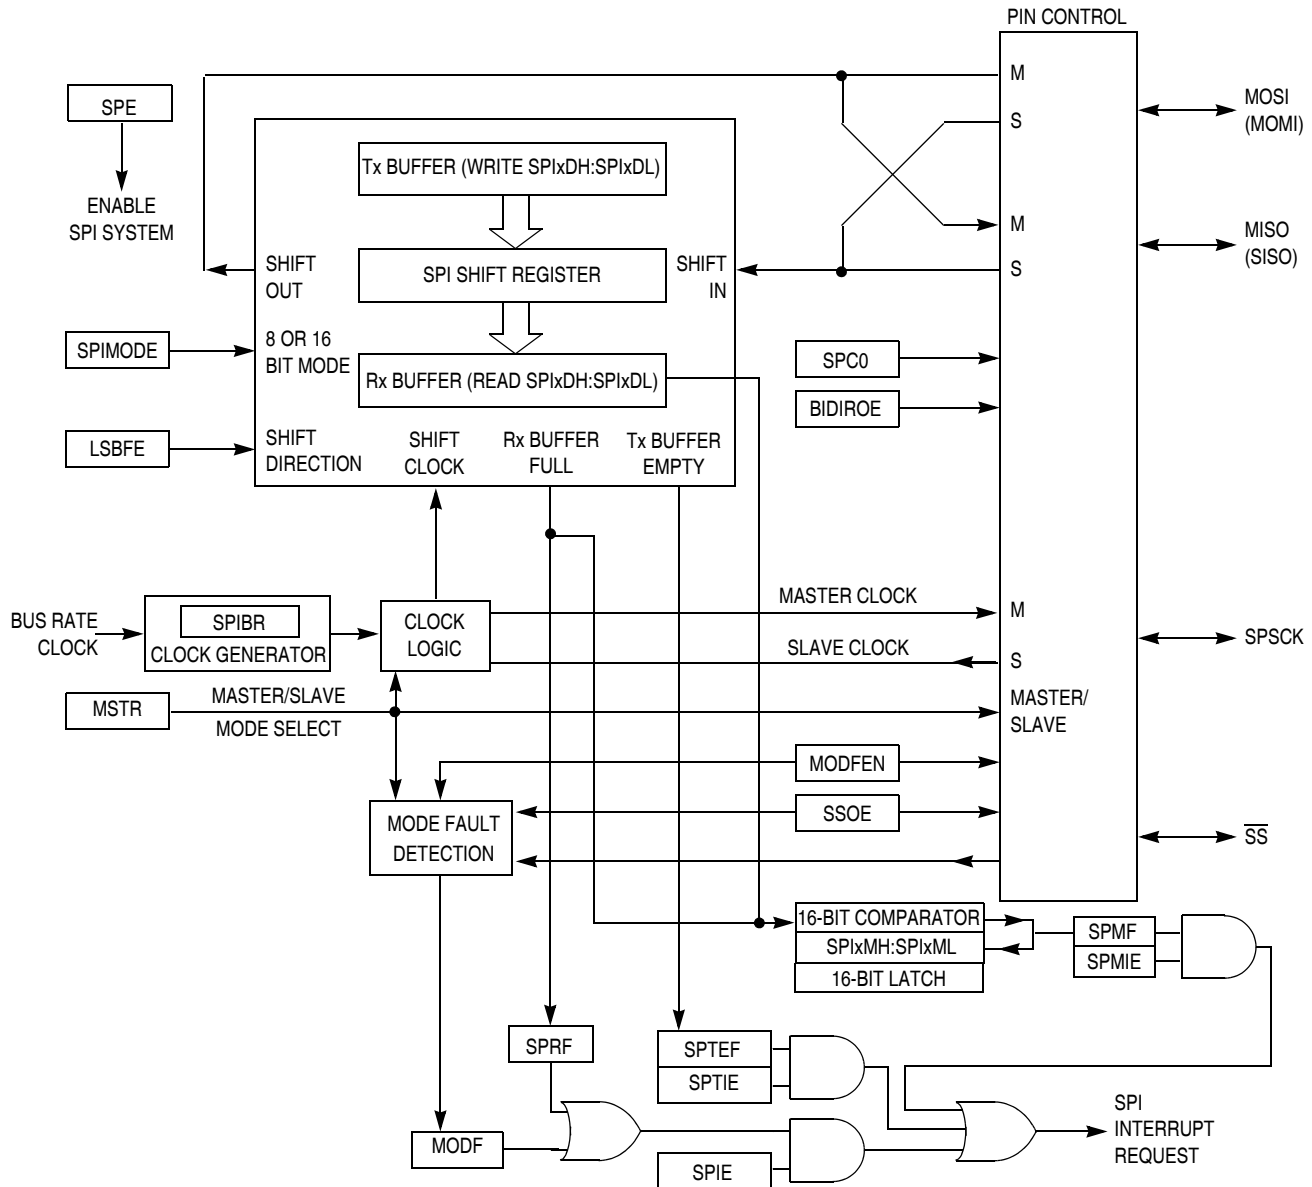 PIN CONTROL
M
S
M
S
MOSI
(MOMI)
MISO
(SISO)
SPE
ENABLE
SPI SYSTEM
Tx BUFFER (WRITE SPIxDH:SPIxDL)
SPI SHIFT REGISTER
SHIFT
OUT
SHIFT
IN
SPIMODE
8 OR 16
BIT MODE
Rx BUFFER (READ SPIxDH:SPIxDL)
SPC0
BIDIROE
LSBFE
SHIFT
DIRECTION
SHIFT
CLOCK
Rx BUFFER
FULL
Tx BUFFER
EMPTY
BUS RATE
CLOCK
SPIBR
CLOCK GENERATOR
CLOCK
LOGIC
MASTER CLOCK
M
SLAVE CLOCK
S
SPSCK
MSTR
MASTER/SLAVE
MODE SELECT
MASTER/
SLAVE
MODFEN
SSOE
MODE FAULT
DETECTION
SS
16-BIT COMPARATOR
SPIxMH:SPIxML
16-BIT LATCH
SPMF
SPMIE
SPRF
SPTEF
SPTIE
MODF
SPIE
SPI
INTERRUPT
REQUEST